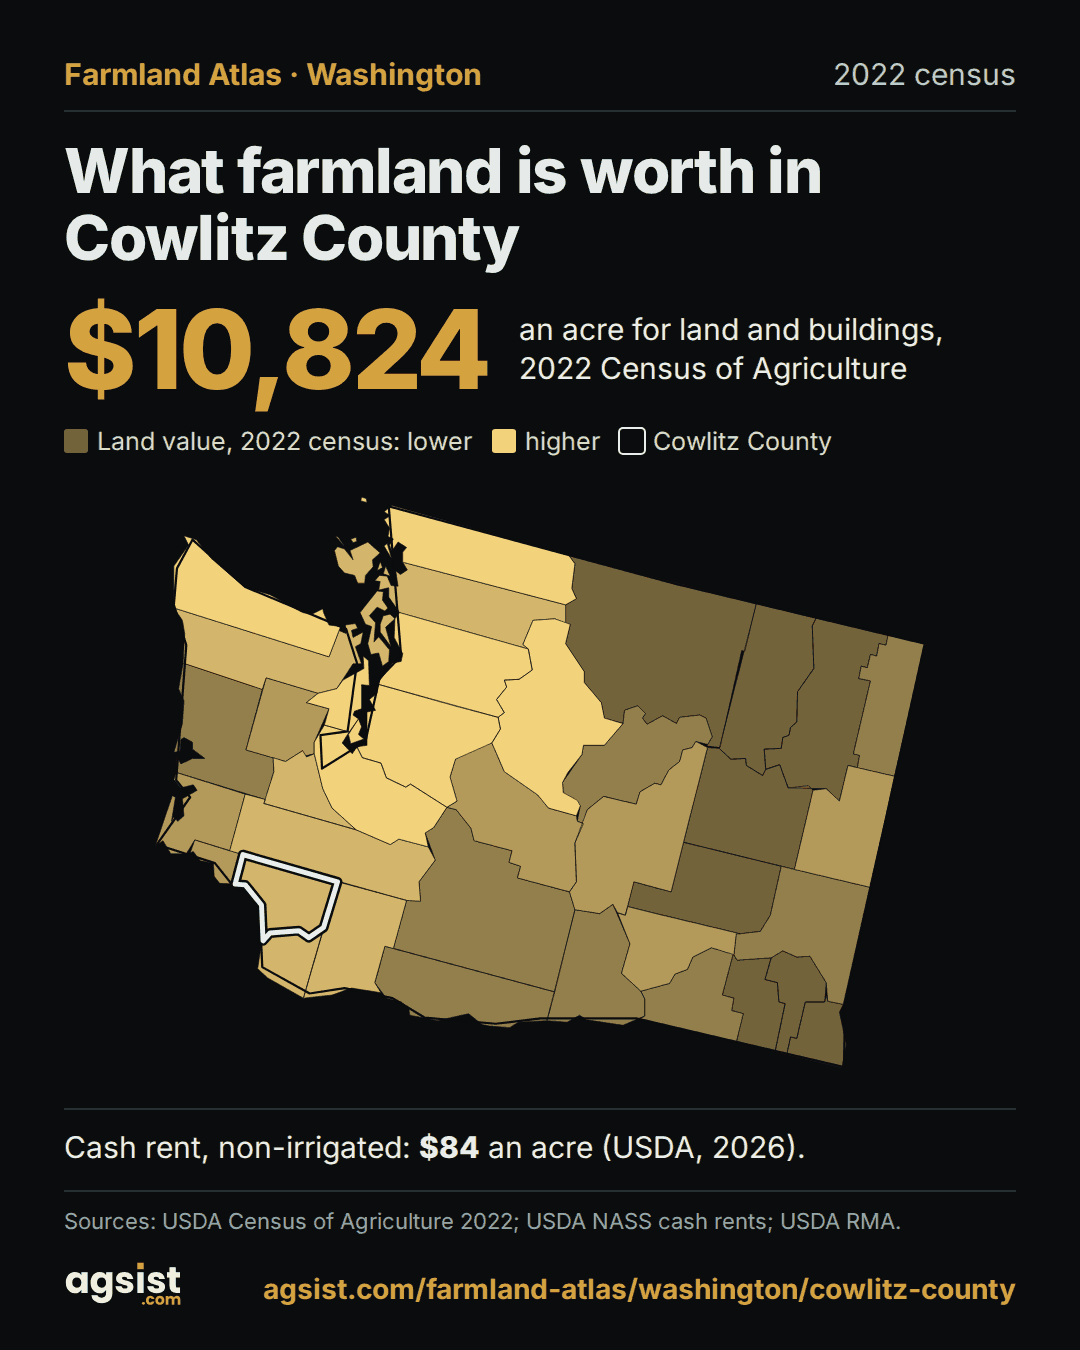 Farmland Atlas · Washington
2022 census
What farmland is worth in
Cowlitz County
$10,824
an acre for land and buildings,
2022 Census of Agriculture
Land value, 2022 census: lower
higher
Cowlitz County
Cash rent, non-irrigated: $84 an acre (USDA, 2026).
Sources: USDA Census of Agriculture 2022; USDA NASS cash rents; USDA RMA.
agsist
.com
agsist.com/farmland-atlas/washington/cowlitz-county